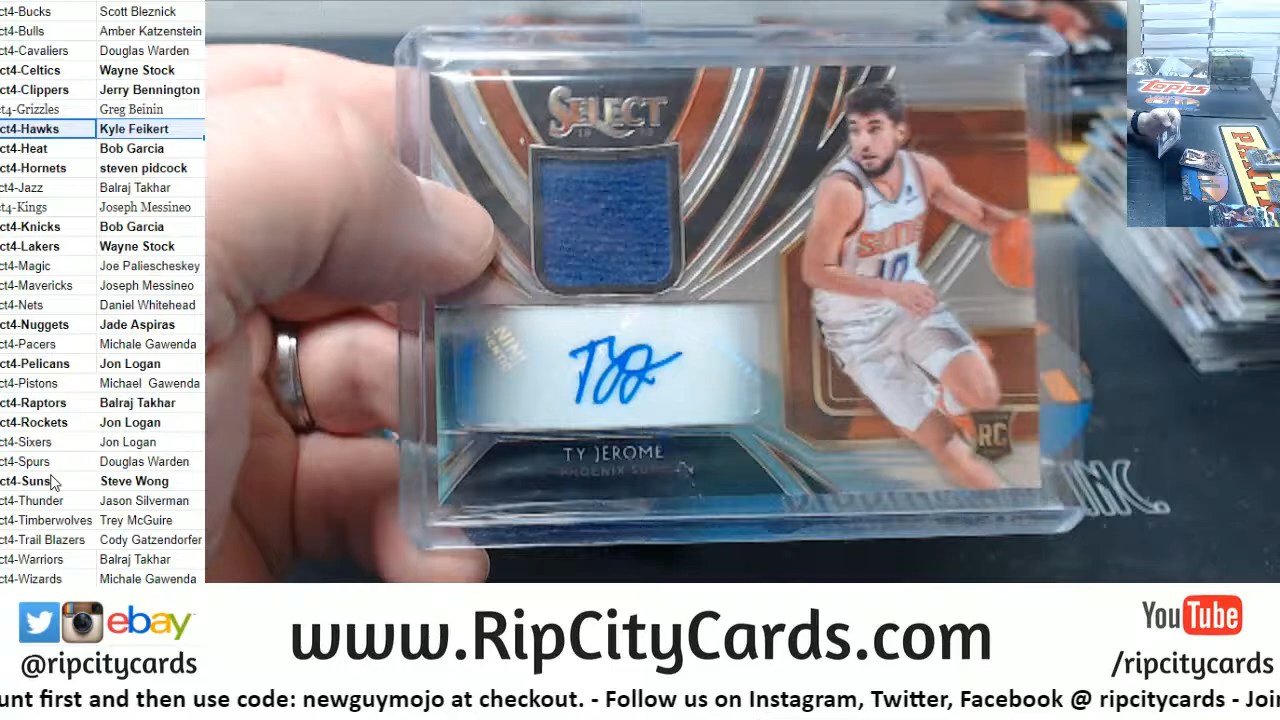 ct4-Bucks Scott Bleznick
ct4-Bulls Amber Katzenstein
ct4-Cavaliers Douglas Warden
ct4-Celtics Wayne Stock
ct4-Clippers Jerry Bennington
ct4-Grizzles Greg Beinin
ct4-Hawks Kyle Feikert
ct4-Heat Bob Garcia
ct4-Hornets steven pidcock
ct4-Jazz Balraj Takhar
ct4-Kings Joseph Messineo
ct4-Knicks Bob Garcia
ct4-Lakers Wayne Stock
ct4-Magic Joe Paliescheskey
ct4-Mavericks Joseph Messineo
ct4-Nets Daniel Whitehead
ct4-Nuggets Jade Aspiras
ct4-Pacers Michale Gawenda
ct4-Pelicans Jon Logan
ct4-Pistons Michael Gawenda
ct4-Raptors Balraj Takhar
ct4-Rockets Jon Logan
ct4-Sixers Jon Logan
ct4-Spurs Douglas Warden
ct4-Suns Steve Wong
ct4-Thunder Jason Silverman
ct4-Timberwolves Trey McGuire
ct4-Trail Blazers Cody Gatzendorfer
ct4-Warriors Balraj Takhar
ct4-Wizards Michale Gawenda
SELECT
SUNS
10
TY JEROME
PHOENIX SUNS
RC
Topps
ebay
@ripcitycards
www.RipCityCards.com
YouTube
/ripcitycards
unt first and then use code: newguymojo at checkout. - Follow us on Instagram, Twitter, Facebook @ ripcitycards - Joi